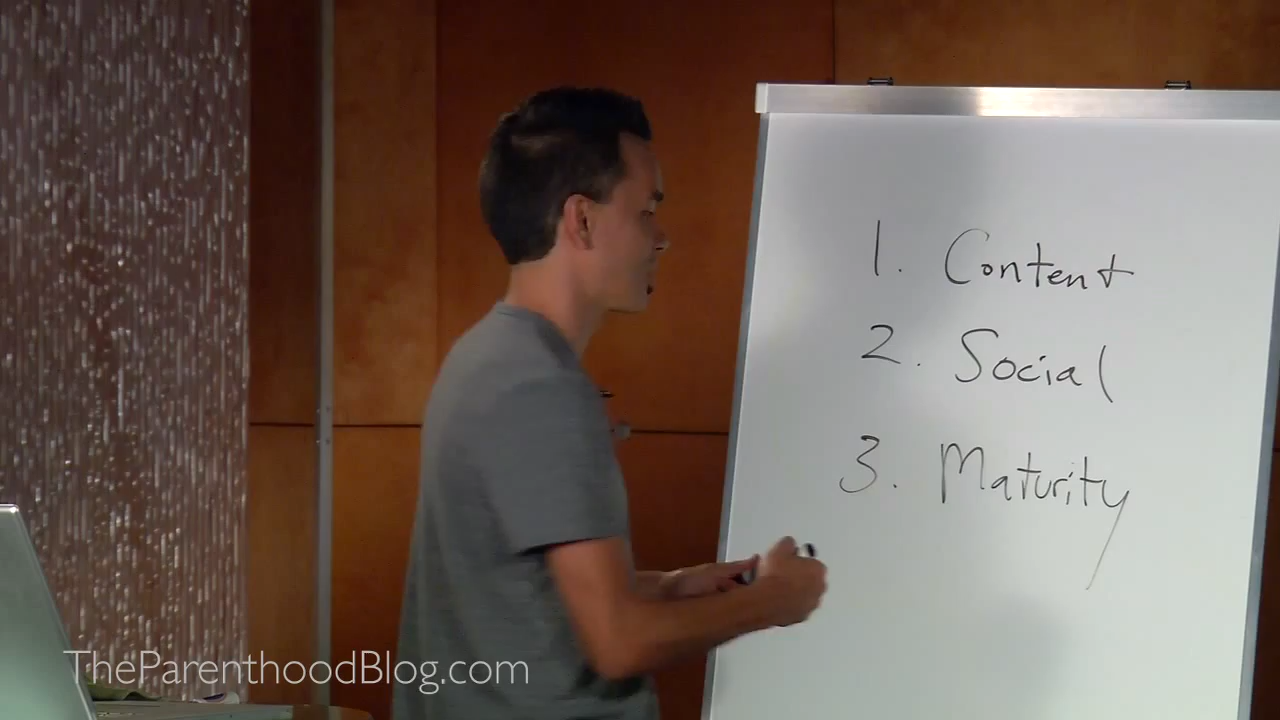 1. Content
2. Social
3. Maturity
TheParenthoodBlog.com